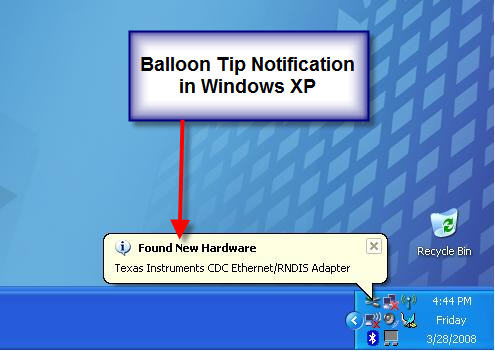 Balloon Tip Notification
in Windows XP
Found New Hardware
Texas Instruments CDC Ethernet/RNDIS Adapter
Recycle Bin
4:44 PM
Friday
3/28/2008